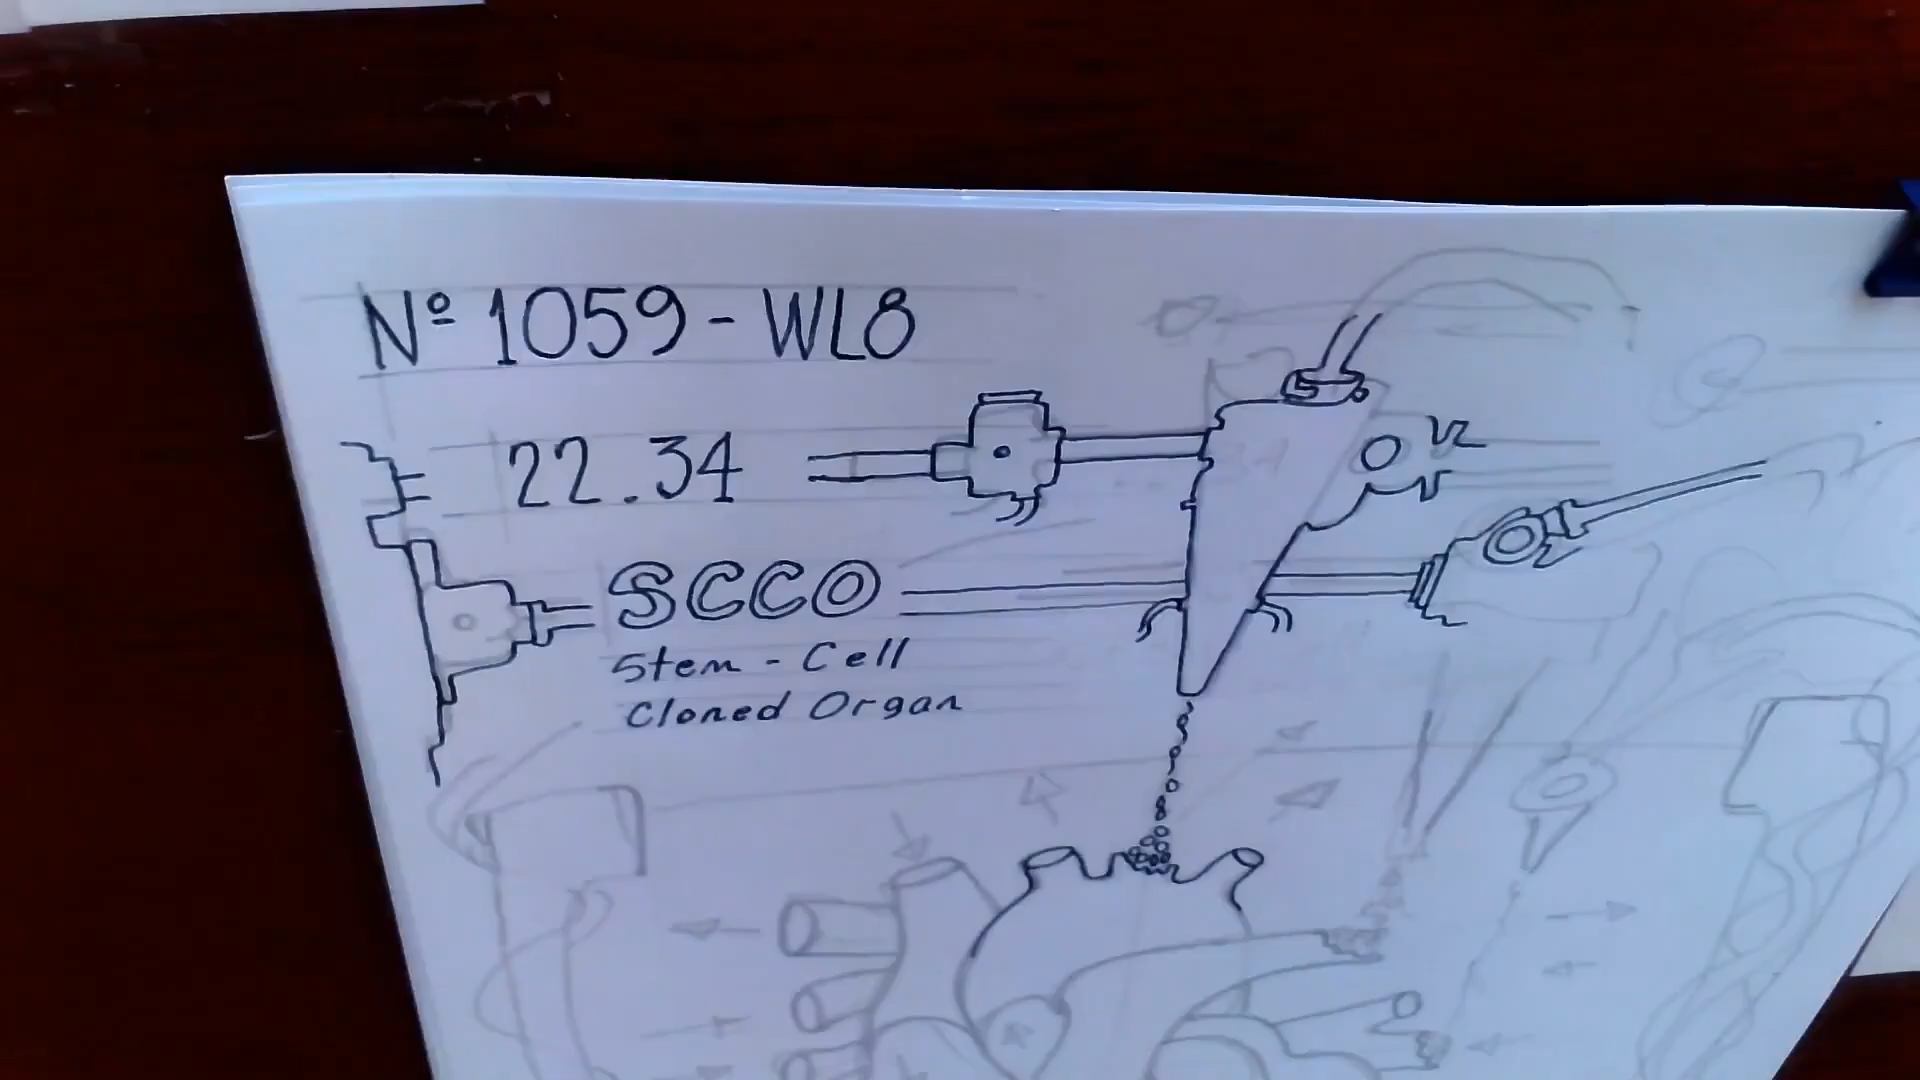 Nº 1059 - WL8
22.34
SCCO
Stem - Cell
Cloned Organ